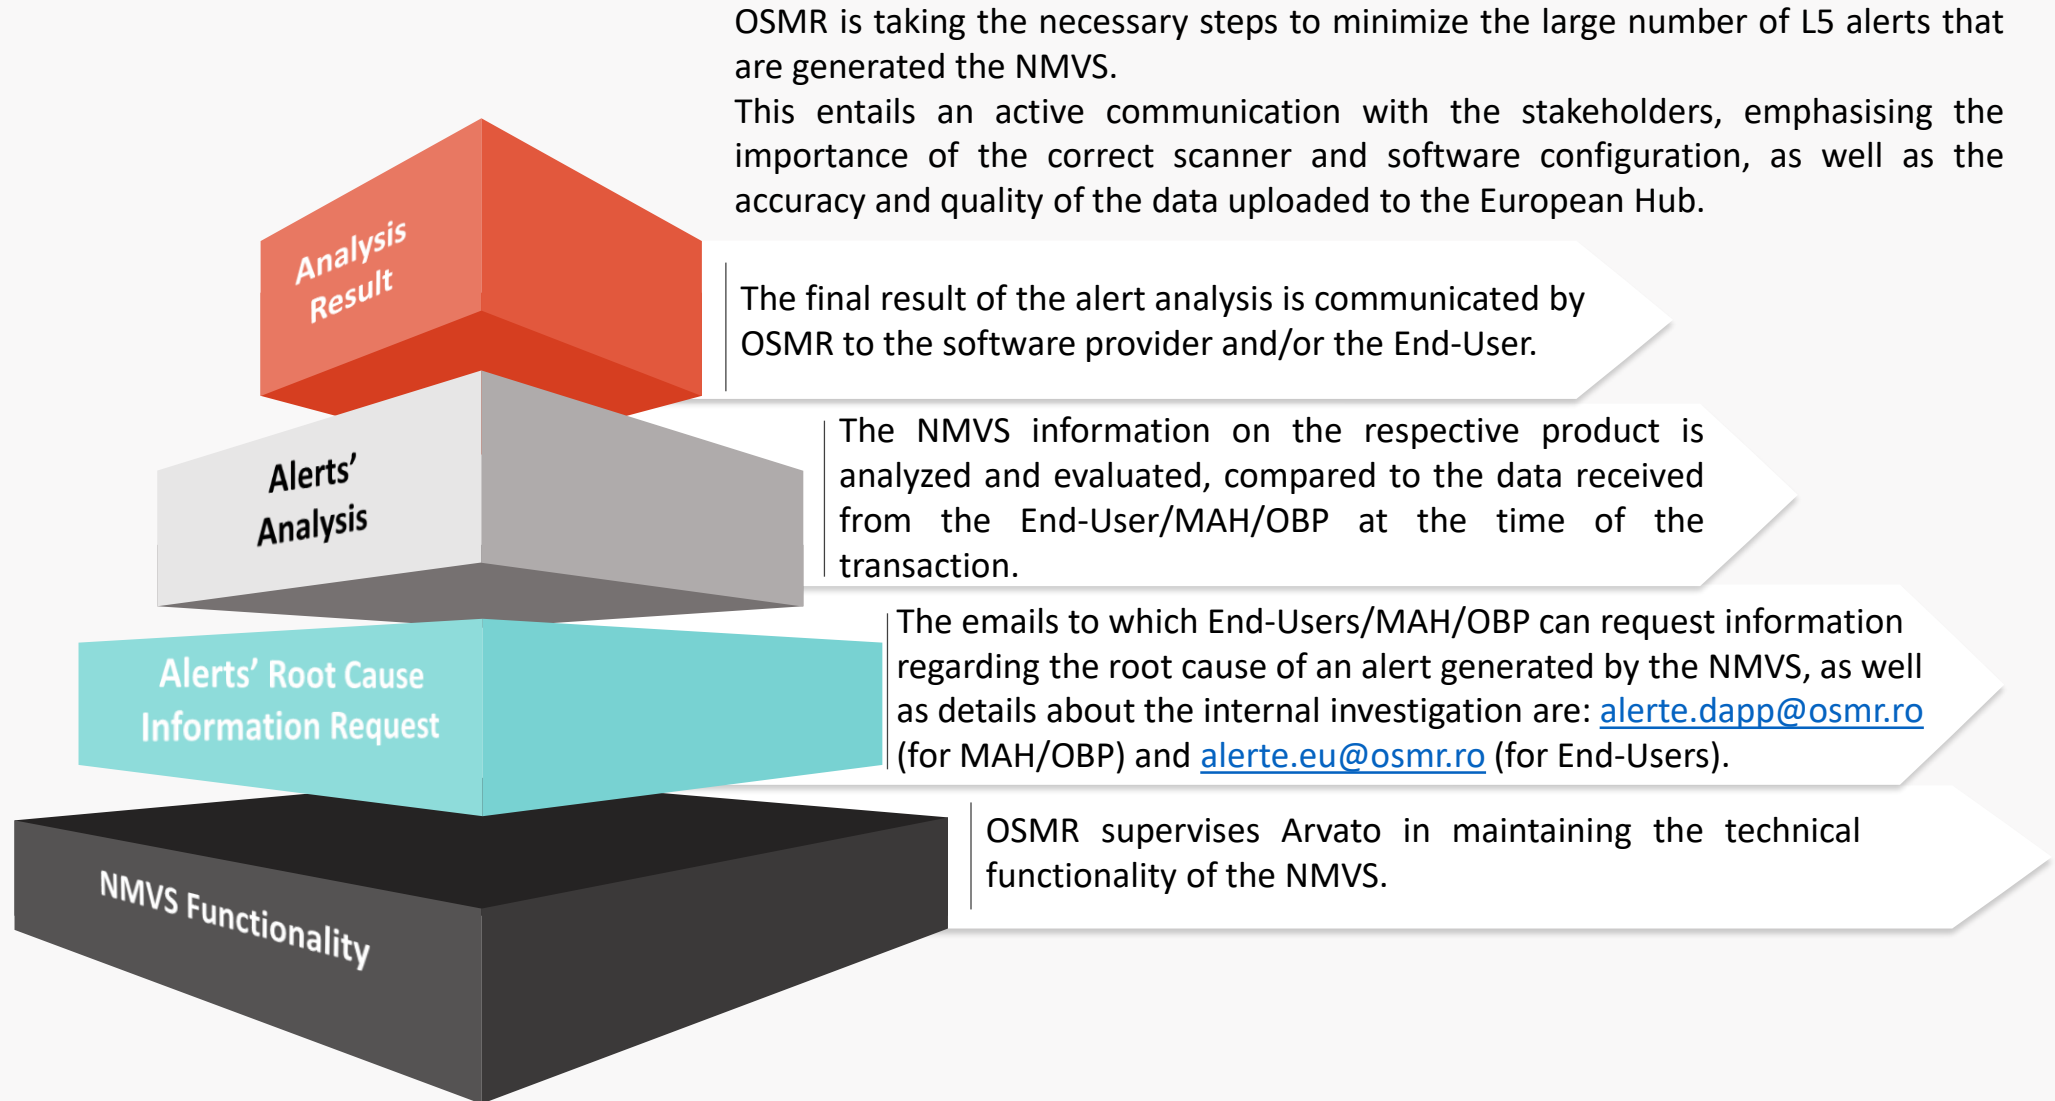 OSMR is taking the necessary steps to minimize the large number of L5 alerts that
are generated the NMVS.
This entails an active communication with the stakeholders, emphasising the
importance of the correct scanner and software configuration, as well as the
accuracy and quality of the data uploaded to the European Hub.
Analysis
Result
The final result of the alert analysis is communicated by
OSMR to the software provider and/or the End-User.
Alerts’
Analysis
The NMVS information on the respective product is
analyzed and evaluated, compared to the data received
from the End-User/MAH/OBP at the time of the
transaction.
Alerts’ Root Cause
Information Request
The emails to which End-Users/MAH/OBP can request information
regarding the root cause of an alert generated by the NMVS, as well
as details about the internal investigation are: alerte.dapp@osmr.ro
(for MAH/OBP) and alerte.eu@osmr.ro (for End-Users).
NMVS Functionality
OSMR supervises Arvato in maintaining the technical
functionality of the NMVS.